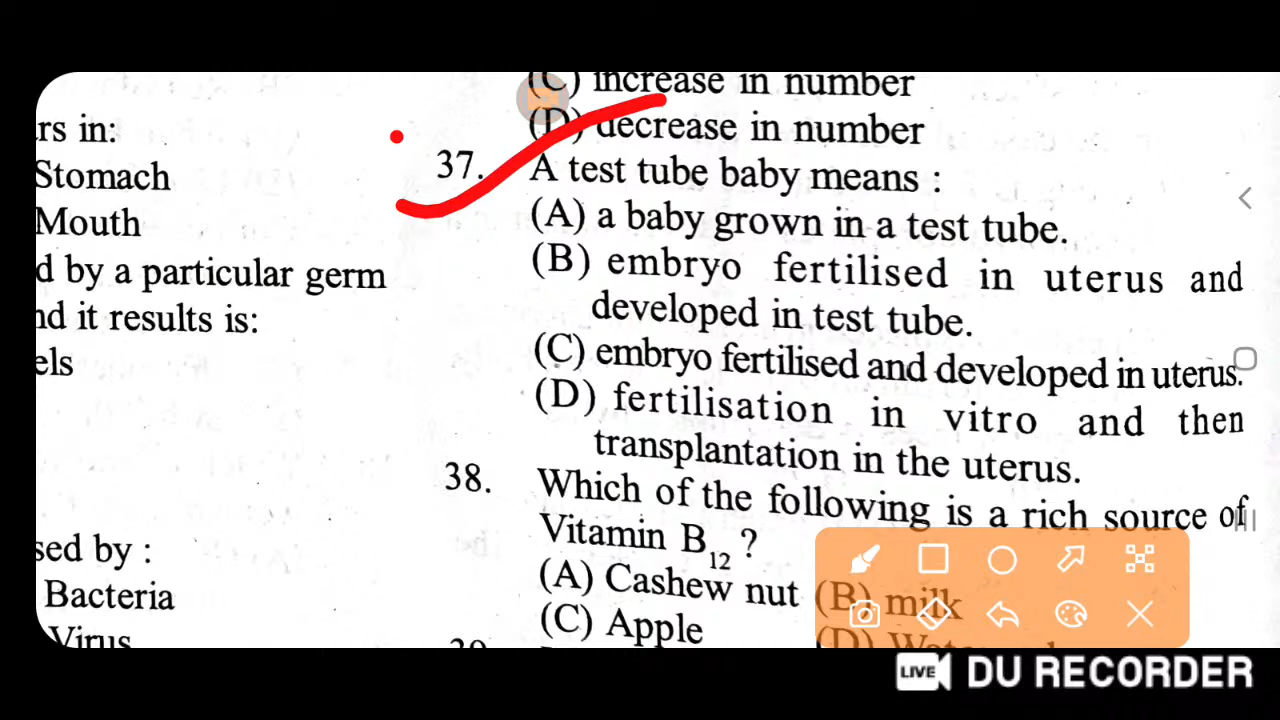 rs in:
Stomach
Mouth
d by a particular germ
nd it results is:
els
sed by :
Bacteria
Virus
(C) increase in number
(D) decrease in number
37. A test tube baby means :
(A) a baby grown in a test tube.
(B) embryo fertilised in uterus and
developed in test tube.
(C) embryo fertilised and developed in uterus.
(D) fertilisation in vitro and then
transplantation in the uterus.
38. Which of the following is a rich source of
Vitamin B12 ?
(A) Cashew nut (B) milk
(C) Apple (D)
LIVE DU RECORDER